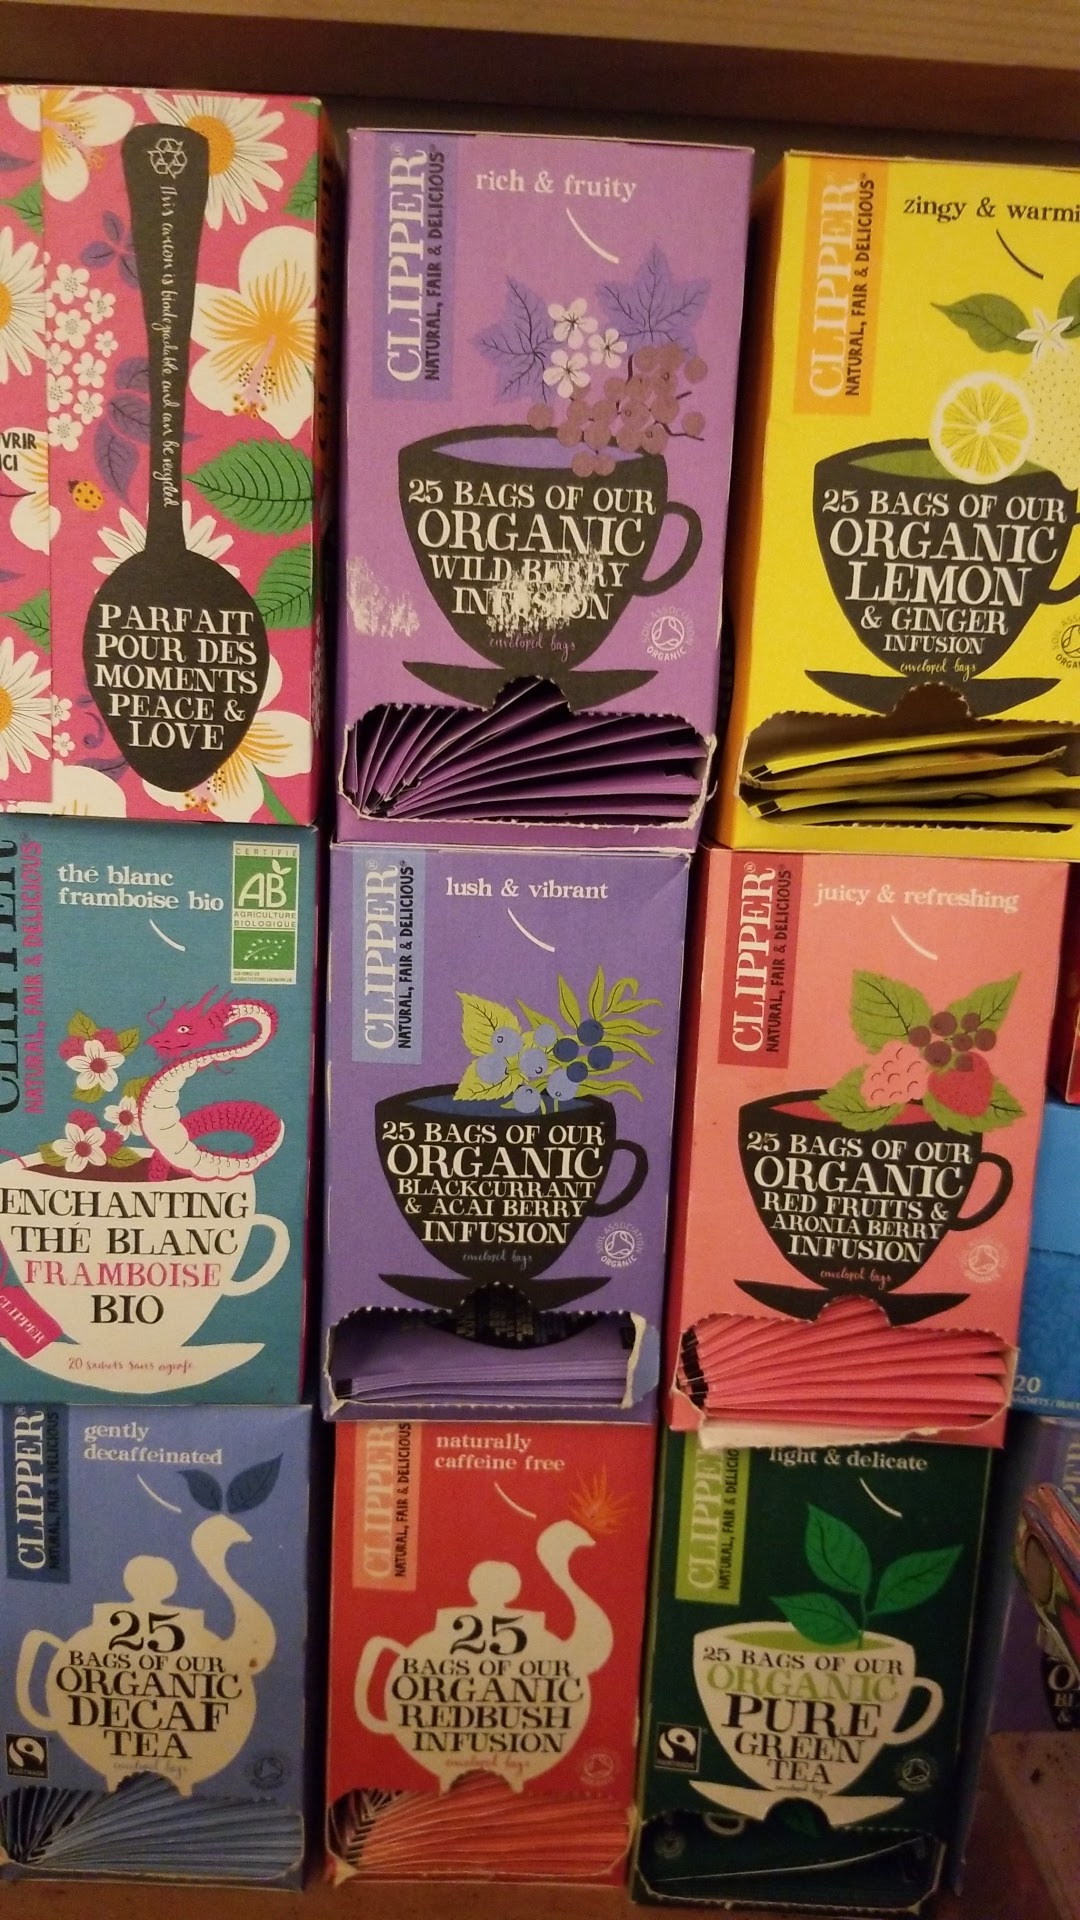 This carton is biodegradable and can be recycled
PARFAIT
POUR DES
MOMENTS
PEACE &
LOVE
CLIPPER®
NATURAL, FAIR & DELICIOUS®
rich & fruity
25 BAGS OF OUR
ORGANIC
WILD BERRY
INFUSION
enveloped bags
SOIL ASSOCIATION
ORGANIC
CLIPPER®
NATURAL, FAIR & DELICIOUS®
zingy & warmi
25 BAGS OF OUR
ORGANIC
LEMON
& GINGER
INFUSION
enveloped bags
CLIPPER
NATURAL, FAIR & DELICIOUS®
thé blanc
framboise bio
CERTIFIÉ
AB
AGRICULTURE
BIOLOGIQUE
ENCHANTING
THÉ BLANC
FRAMBOISE
BIO
CLIPPER
20 sachets sans agrafe
CLIPPER®
NATURAL, FAIR & DELICIOUS®
lush & vibrant
25 BAGS OF OUR
ORGANIC
BLACKCURRANT
& ACAI BERRY
INFUSION
enveloped bags
SOIL ASSOCIATION
ORGANIC
CLIPPER®
NATURAL, FAIR & DELICIOUS®
juicy & refreshing
25 BAGS OF OUR
ORGANIC
RED FRUITS &
ARONIA BERRY
INFUSION
enveloped bags
20
CLIPPER®
NATURAL, FAIR & DELICIOUS
gently
decaffeinated
25
BAGS OF OUR
ORGANIC
DECAF
TEA
FAIRTRADE
CLIPPER®
NATURAL, FAIR & DELICIOUS
naturally
caffeine free
25
BAGS OF OUR
ORGANIC
REDBUSH
INFUSION
enveloped bags
CLIPPER
NATURAL, FAIR & DELICIO
light & delicate
25 BAGS OF OUR
ORGANIC
PURE
GREEN
TEA
enveloped bags
FAIRTRADE